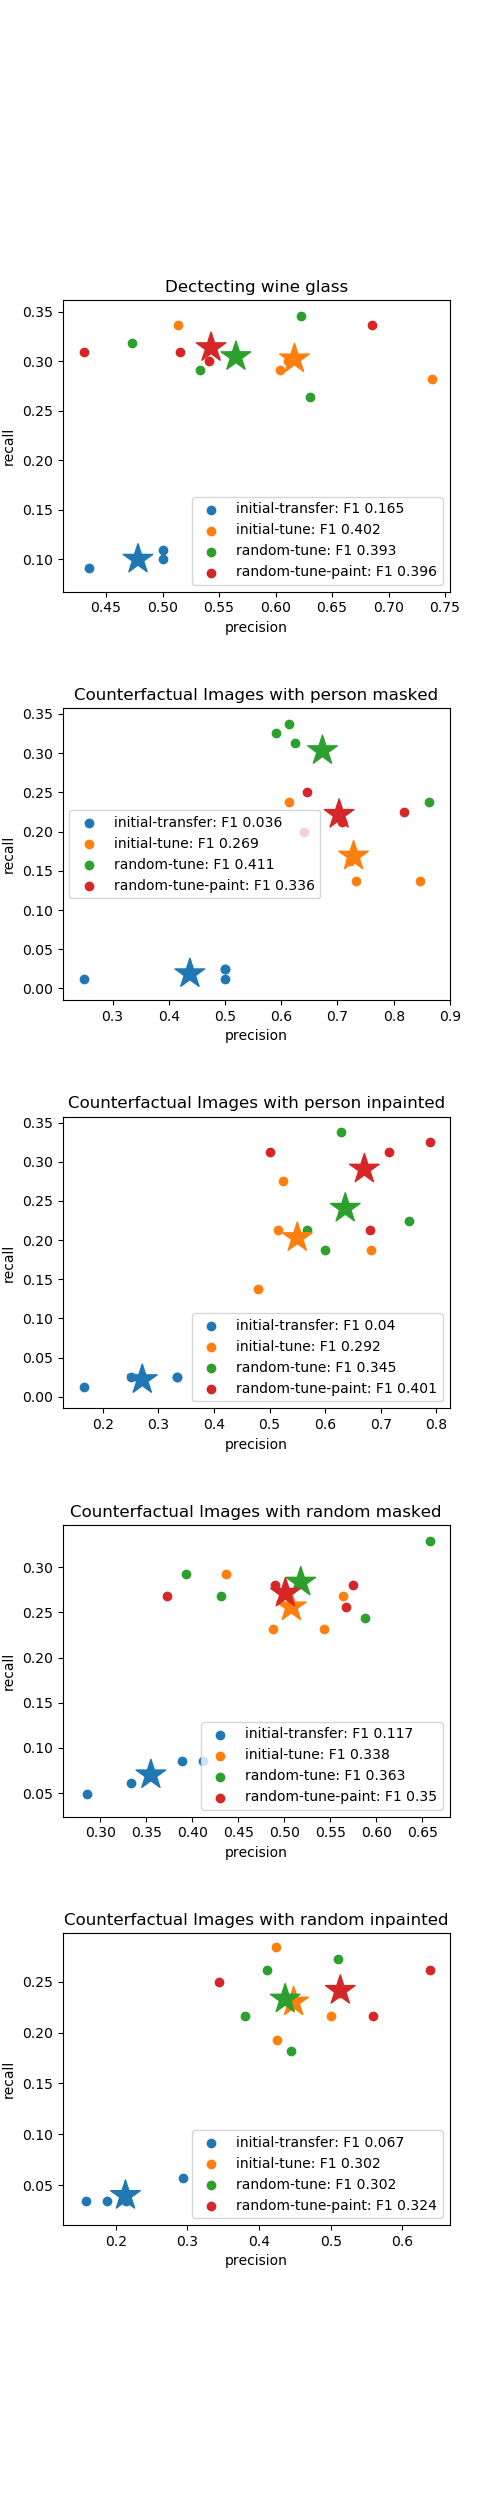 Dectecting wine glass
0.35
0.30
0.25
0.20
0.15
0.10
recall
initial-transfer: F1 0.165
initial-tune: F1 0.402
random-tune: F1 0.393
random-tune-paint: F1 0.396
0.45 0.50 0.55 0.60 0.65 0.70 0.75
precision
Counterfactual Images with person masked
0.35
0.30
0.25
0.20
0.15
0.10
0.05
0.00
recall
initial-transfer: F1 0.036
initial-tune: F1 0.269
random-tune: F1 0.411
random-tune-paint: F1 0.336
0.3 0.4 0.5 0.6 0.7 0.8 0.9
precision
Counterfactual Images with person inpainted
0.35
0.30
0.25
0.20
0.15
0.10
0.05
0.00
recall
initial-transfer: F1 0.04
initial-tune: F1 0.292
random-tune: F1 0.345
random-tune-paint: F1 0.401
0.2 0.3 0.4 0.5 0.6 0.7 0.8
precision
Counterfactual Images with random masked
0.30
0.25
0.20
0.15
0.10
0.05
recall
initial-transfer: F1 0.117
initial-tune: F1 0.338
random-tune: F1 0.363
random-tune-paint: F1 0.35
0.30 0.35 0.40 0.45 0.50 0.55 0.60 0.65
precision
Counterfactual Images with random inpainted
0.25
0.20
0.15
0.10
0.05
recall
initial-transfer: F1 0.067
initial-tune: F1 0.302
random-tune: F1 0.302
random-tune-paint: F1 0.324
0.2 0.3 0.4 0.5 0.6
precision